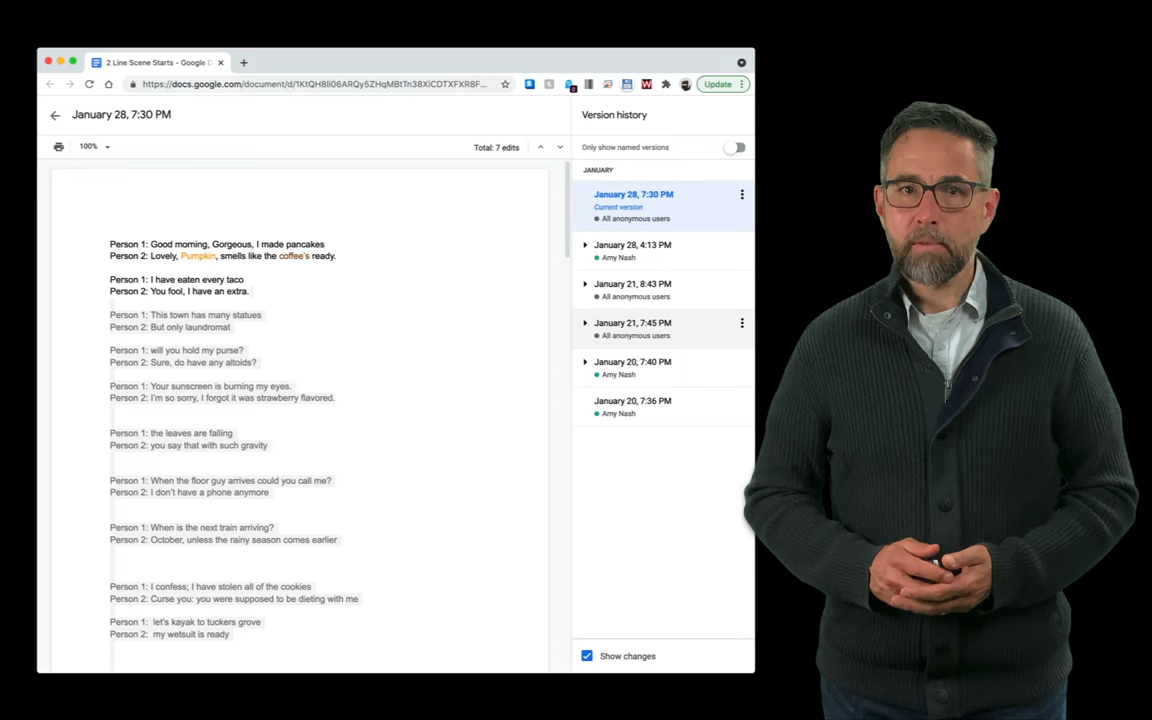 2 Line Scene Starts - Google D
https://docs.google.com/document/d/1KtQH8li06ARQy5ZHqMBtTn38XiCDTXFXR8F...
Update
January 28, 7:30 PM
Version history
100%
Total: 7 edits
Only show named versions
JANUARY
January 28, 7:30 PM
Current version
All anonymous users
January 28, 4:13 PM
Amy Nash
January 21, 8:43 PM
All anonymous users
January 21, 7:45 PM
All anonymous users
January 20, 7:40 PM
Amy Nash
January 20, 7:36 PM
Amy Nash
Person 1: Good morning, Gorgeous, I made pancakes
Person 2: Lovely, Pumpkin, smells like the coffee's ready.
Person 1: I have eaten every taco
Person 2: You fool, I have an extra.
Person 1: This town has many statues
Person 2: But only laundromat
Person 1: will you hold my purse?
Person 2: Sure, do have any altoids?
Person 1: Your sunscreen is burning my eyes.
Person 2: I'm so sorry, I forgot it was strawberry flavored.
Person 1: the leaves are falling
Person 2: you say that with such gravity
Person 1: When the floor guy arrives could you call me?
Person 2: I don't have a phone anymore
Person 1: When is the next train arriving?
Person 2: October, unless the rainy season comes earlier
Person 1: I confess; I have stolen all of the cookies
Person 2: Curse you: you were supposed to be dieting with me
Person 1: let's kayak to tuckers grove
Person 2: my wetsuit is ready
Show changes